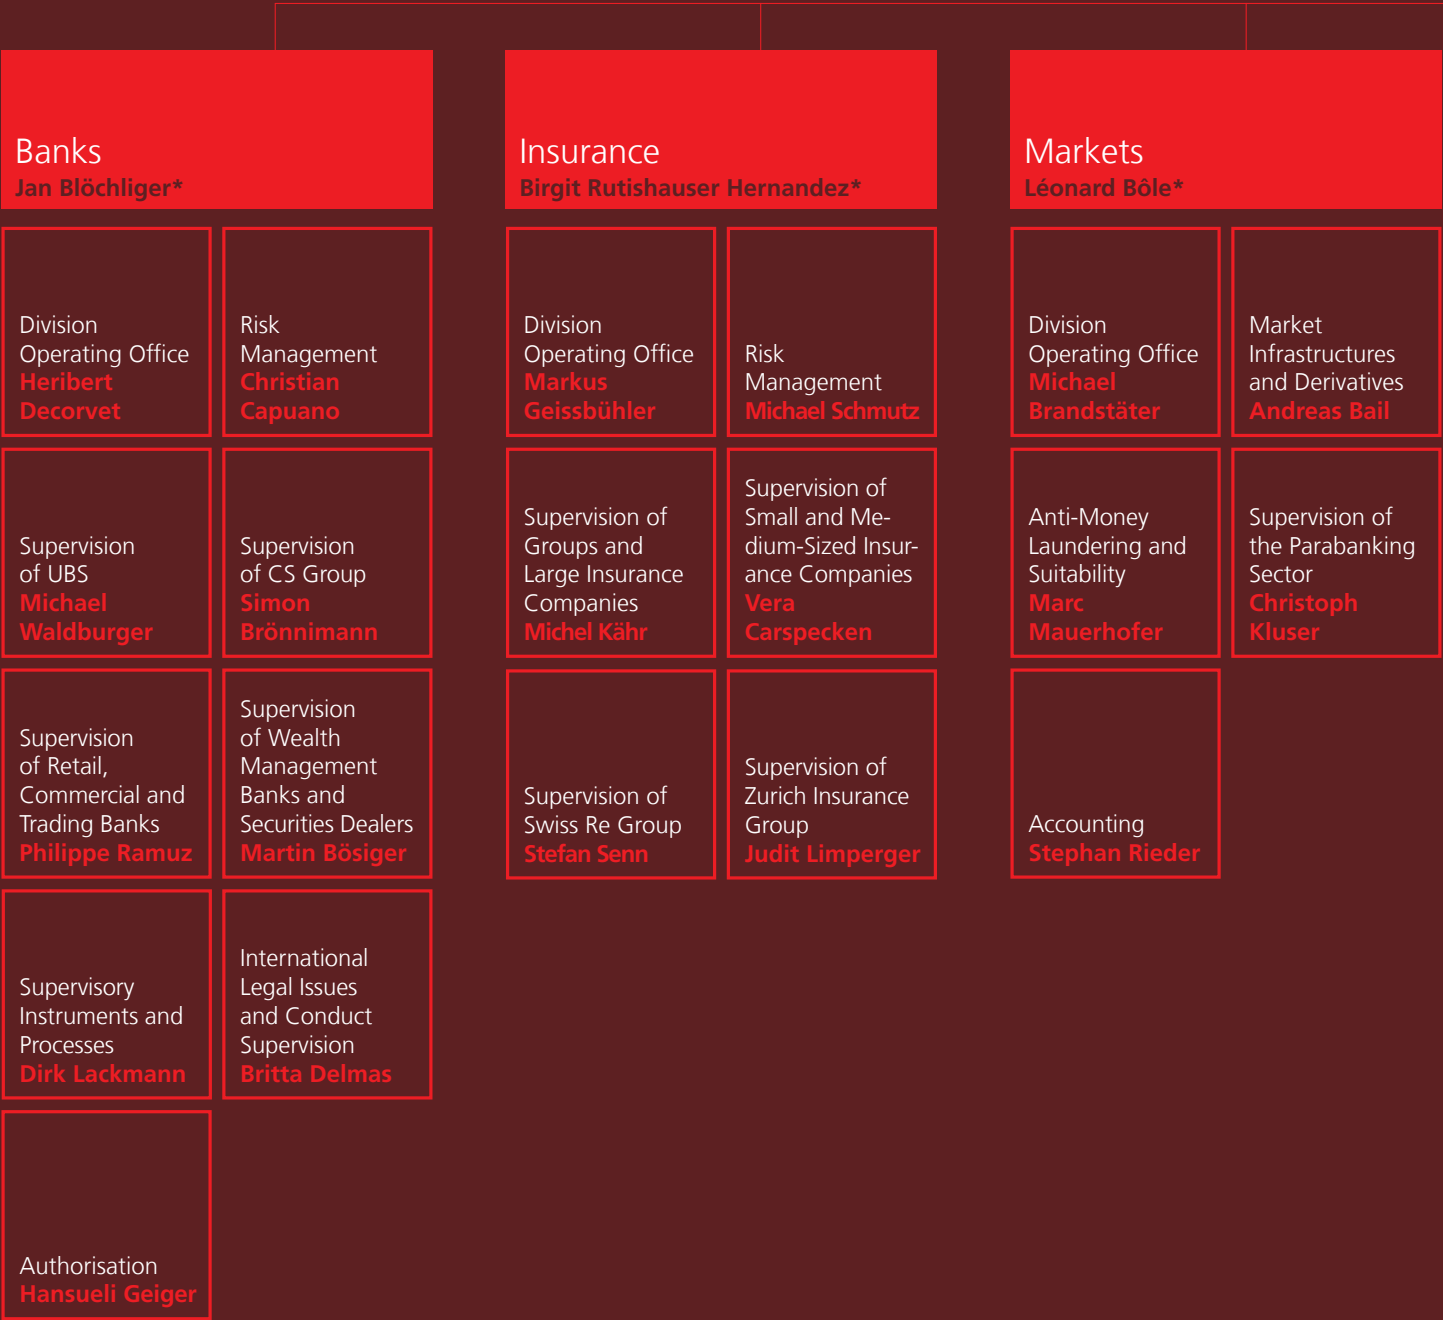 Banks
Jan Blöchliger*
Division
Operating Office
Heribert
Decorvet
Risk
Management
Christian
Capuano
Supervision
of UBS
Michael
Waldburger
Supervision
of CS Group
Simon
Brönnimann
Supervision
of Retail,
Commercial and
Trading Banks
Philippe Ramuz
Supervision
of Wealth
Management
Banks and
Securities Dealers
Martin Bösiger
Supervisory
Instruments and
Processes
Dirk Lackmann
International
Legal Issues
and Conduct
Supervision
Britta Delmas
Authorisation
Hansueli Geiger
Insurance
Birgit Rutishauser Hernandez*
Division
Operating Office
Markus
Geissbühler
Risk
Management
Michael Schmutz
Supervision of
Groups and
Large Insurance
Companies
Michel Kähr
Supervision of
Small and Me-
dium-Sized Insur-
ance Companies
Vera
Carspecken
Supervision of
Swiss Re Group
Stefan Senn
Supervision of
Zurich Insurance
Group
Judit Limperger
Markets
Léonard Bôle*
Division
Operating Office
Michael
Brandstäter
Market
Infrastructures
and Derivatives
Andreas Bail
Anti-Money
Laundering and
Suitability
Marc
Mauerhofer
Supervision of
the Parabanking
Sector
Christoph
Kluser
Accounting
Stephan Rieder